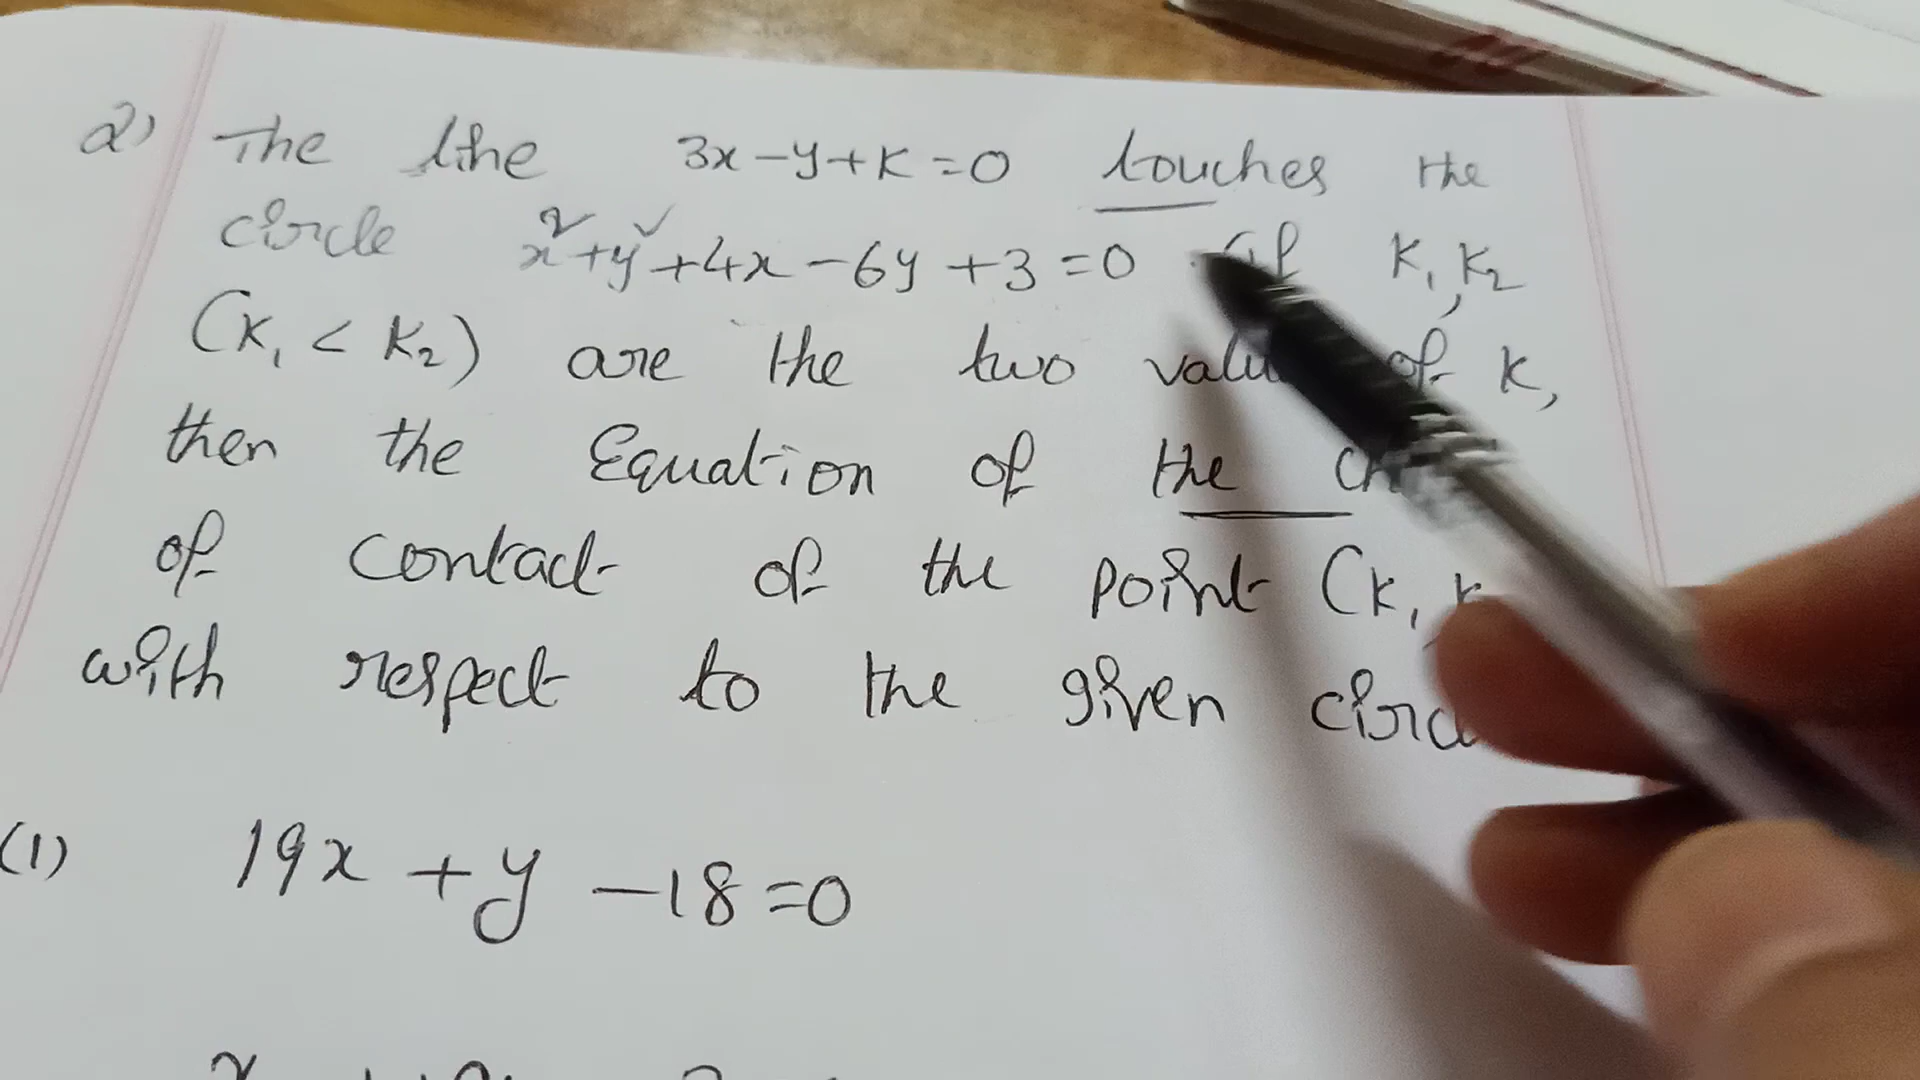 2) The line 3x-y+k=0 touches the
circle x²+y²+4x-6y+3=0 . If k₁, k₂
(k₁ < k₂) are the two of k,
then the Equation of the
of contact of the point (k₁,
with respect to the given
(1) 19x + y - 18 = 0